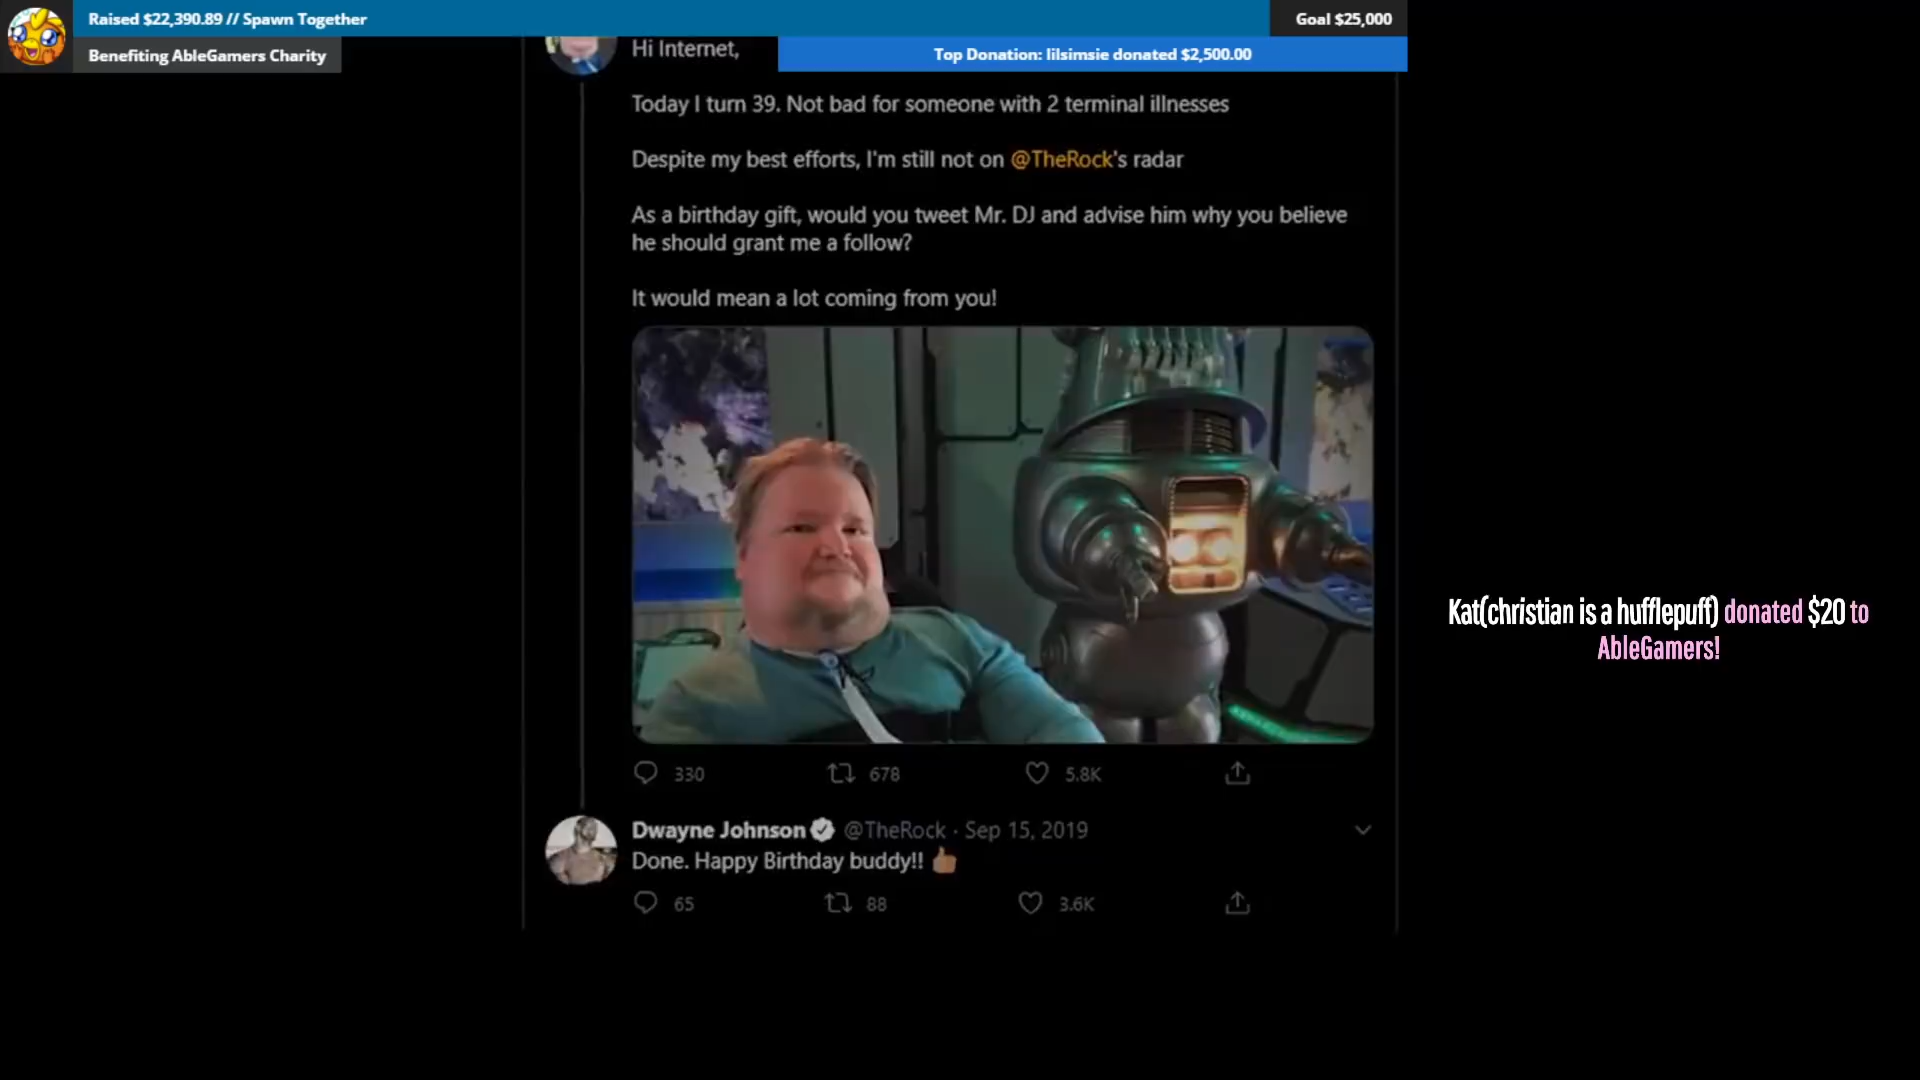 Raised $22,390.89 // Spawn Together
Goal $25,000
Benefiting AbleGamers Charity
Top Donation: lilsimsie donated $2,500.00
Hi Internet,
Today I turn 39. Not bad for someone with 2 terminal illnesses
Despite my best efforts, I'm still not on @TheRock's radar
As a birthday gift, would you tweet Mr. DJ and advise him why you believe
he should grant me a follow?
It would mean a lot coming from you!
330 678 5.8K
Dwayne Johnson @TheRock · Sep 15, 2019
Done. Happy Birthday buddy!! 👍🏽
65 88 3.6K
Kat(christian is a hufflepuff) donated $20 to
AbleGamers!